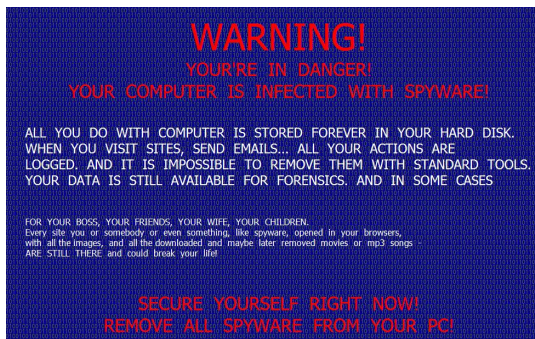 WARNING!
YOUR'RE IN DANGER!
YOUR COMPUTER IS INFECTED WITH SPYWARE!
ALL YOU DO WITH COMPUTER IS STORED FOREVER IN YOUR HARD DISK.
WHEN YOU VISIT SITES, SEND EMAILS... ALL YOUR ACTIONS ARE
LOGGED. AND IT IS IMPOSSIBLE TO REMOVE THEM WITH STANDARD TOOLS.
YOUR DATA IS STILL AVAILABLE FOR FORENSICS. AND IN SOME CASES
FOR YOUR BOSS, YOUR FRIENDS, YOUR WIFE, YOUR CHILDREN.
Every site you or somebody or even something, like spyware, opened in your browsers,
with all the images, and all the downloaded and maybe later removed movies or mp3 songs -
ARE STILL THERE and could break your life!
SECURE YOURSELF RIGHT NOW!
REMOVE ALL SPYWARE FROM YOUR PC!